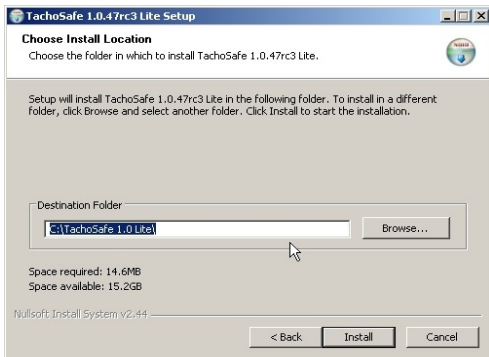 TachoSafe 1.0.47rc3 Lite Setup
Choose Install Location
Choose the folder in which to install TachoSafe 1.0.47rc3 Lite.
Setup will install TachoSafe 1.0.47rc3 Lite in the following folder. To install in a different
folder, click Browse and select another folder. Click Install to start the installation.
Destination Folder
C:\TachoSafe 1.0 Lite\
Browse...
Space required: 14.6MB
Space available: 15.2GB
Nullsoft Install System v2.44
< Back
Install
Cancel